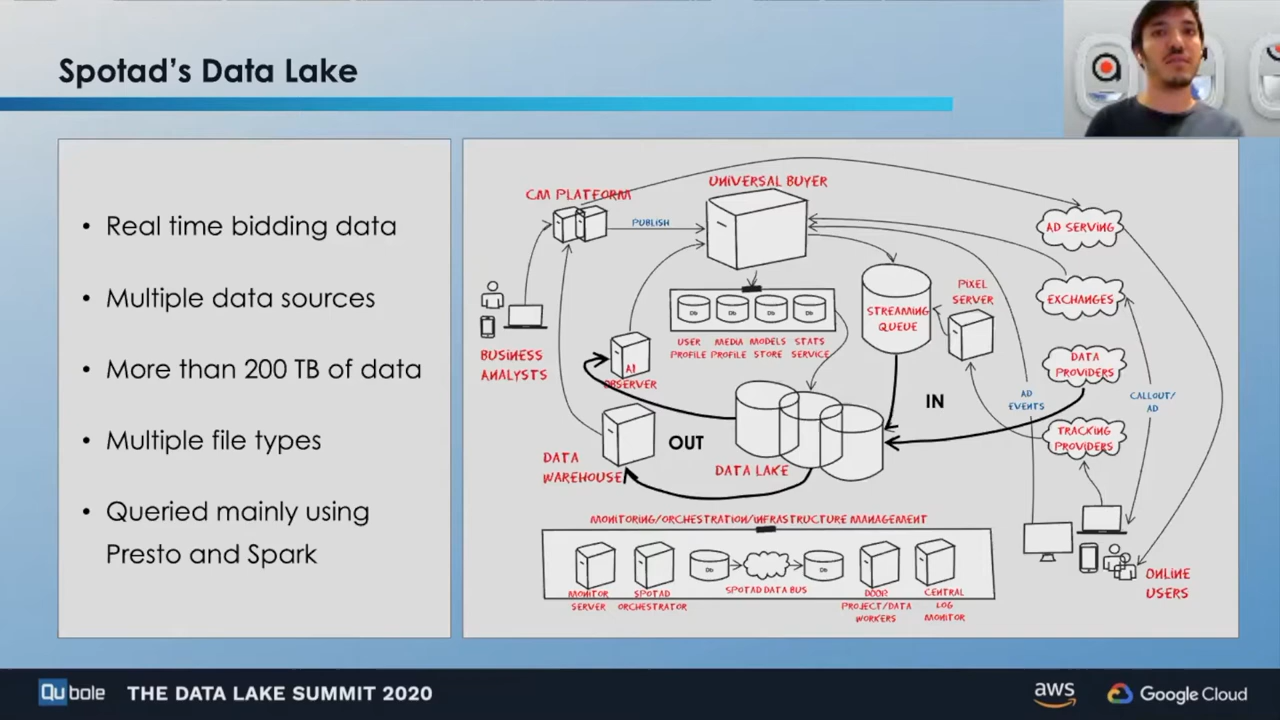 Spotad's Data Lake
• Real time bidding data
• Multiple data sources
• More than 200 TB of data
• Multiple file types
• Queried mainly using
Presto and Spark
CM PLATFORM
UNIVERSAL BUYER
PUBLISH
AD SERVING
EXCHANGES
DATA
PROVIDERS
TRACKING
PROVIDERS
PIXEL
SERVER
STREAMING
QUEUE
Db
Db
Db
Db
USER
PROFILE
MEDIA
PROFILE
MODELS
STORE
STATS
SERVICE
BUSINESS
ANALYSTS
AI
OBSERVER
IN
AD
EVENTS
CALLOUT/
AD
OUT
DATA
WAREHOUSE
DATA LAKE
MONITORING/ORCHESTRATION/INFRASTRUCTURE MANAGEMENT
Db
Db
MONITOR
SERVER
SPOTAD
ORCHESTRATOR
SPOTAD DATA BUS
PROJECT/DATA
WORKERS
CENTRAL
LOG
MONITOR
ONLINE
USERS
Qubole
THE DATA LAKE SUMMIT 2020
aws
Google Cloud